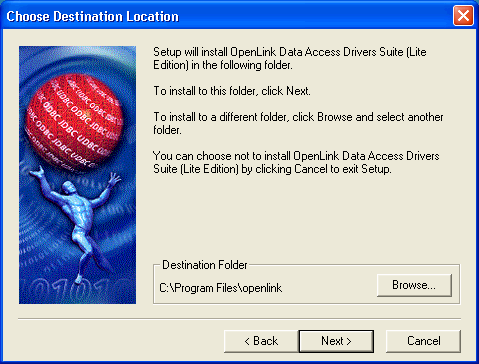 Choose Destination Location
Setup will install OpenLink Data Access Drivers Suite (Lite
Edition) in the following folder.
To install to this folder, click Next.
To install to a different folder, click Browse and select another
folder.
You can choose not to install OpenLink Data Access Drivers
Suite (Lite Edition) by clicking Cancel to exit Setup.
Destination Folder
C:\Program Files\openlink
Browse...
< Back
Next >
Cancel